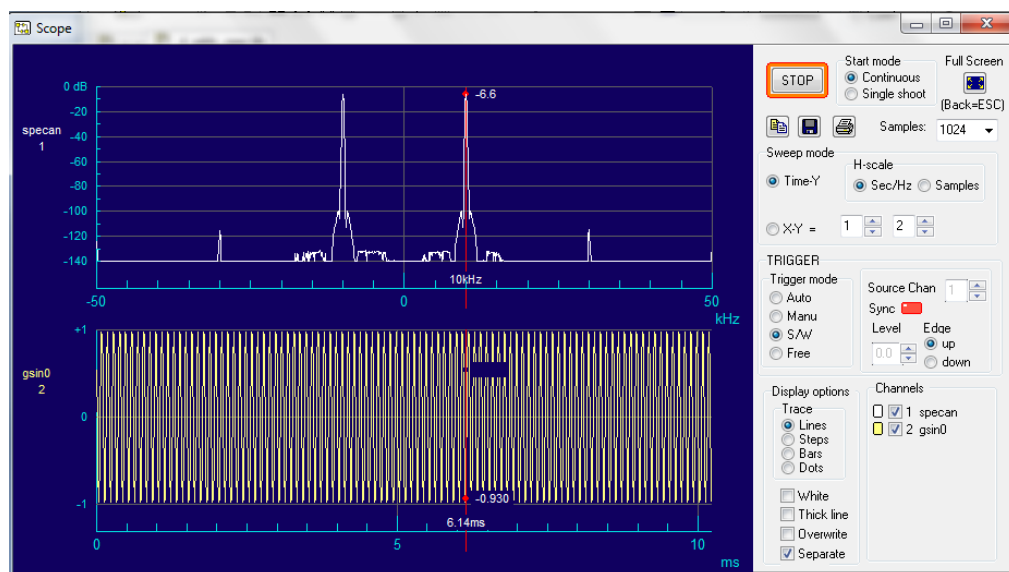 Scope
0 dB
-20
-40
-60
-80
-100
-120
-140
specan
1
-6.6
10kHz
-50
0
50
kHz
+1
0
-1
gsin0
2
-0.930
6.14ms
0
5
10
ms
STOP
Start mode
Continuous
Single shoot
Full Screen
(Back=ESC)
Samples: 1024
Sweep mode
Time-Y
H-scale
Sec/Hz Samples
X-Y = 1 2
TRIGGER
Trigger mode
Auto
Manu
S/W
Free
Source Chan 1
Sync
Level Edge
0.0 up
down
Display options
Trace
Lines
Steps
Bars
Dots
White
Thick line
Overwrite
Separate
Channels
1 specan
2 gsin0